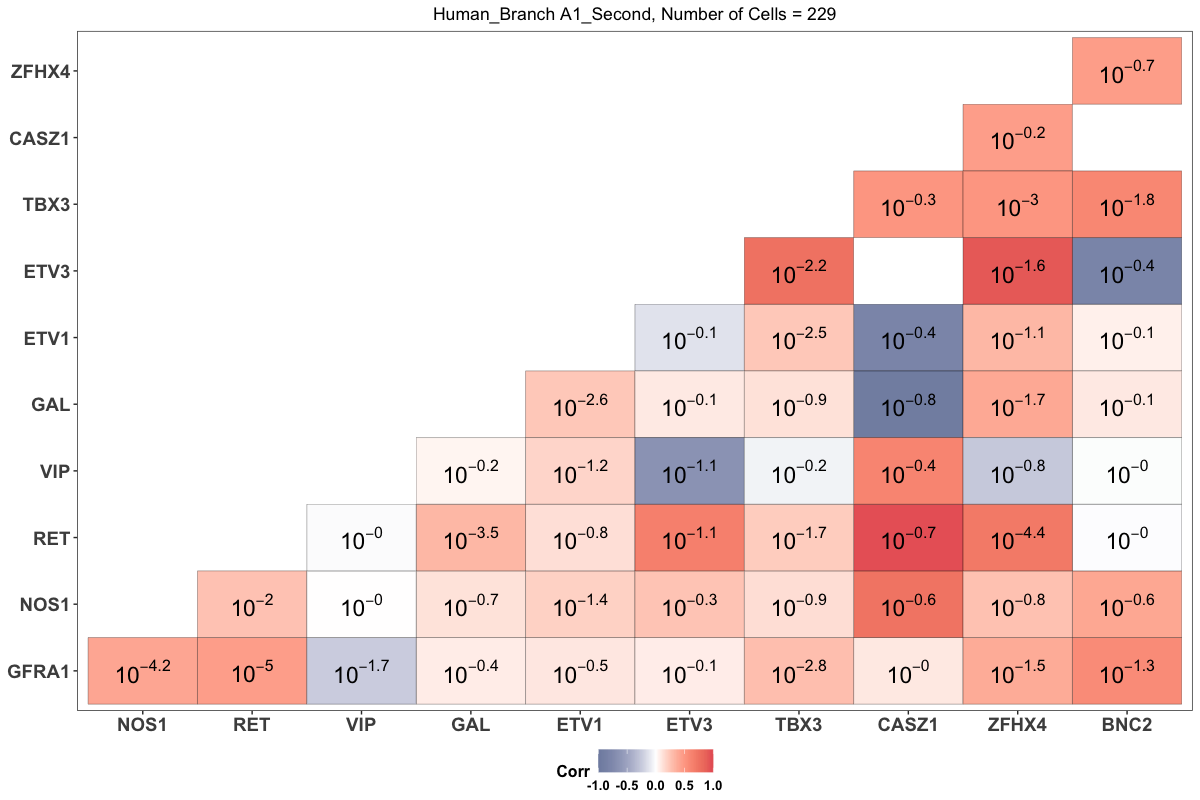 Human_Branch A1_Second, Number of Cells = 229
ZFHX4 10^−0.7
CASZ1 10^−0.2
TBX3 10^−0.3 10^−3 10^−1.8
ETV3 10^−2.2 10^−1.6 10^−0.4
ETV1 10^−0.1 10^−2.5 10^−0.4 10^−1.1 10^−0.1
GAL 10^−2.6 10^−0.1 10^−0.9 10^−0.8 10^−1.7 10^−0.1
VIP 10^−0.2 10^−1.2 10^−1.1 10^−0.2 10^−0.4 10^−0.8 10^−0
RET 10^−0 10^−3.5 10^−0.8 10^−1.1 10^−1.7 10^−0.7 10^−4.4 10^−0
NOS1 10^−2 10^−0 10^−0.7 10^−1.4 10^−0.3 10^−0.9 10^−0.6 10^−0.8 10^−0.6
GFRA1 10^−4.2 10^−5 10^−1.7 10^−0.4 10^−0.5 10^−0.1 10^−2.8 10^−0 10^−1.5 10^−1.3
NOS1 RET VIP GAL ETV1 ETV3 TBX3 CASZ1 ZFHX4 BNC2
Corr
-1.0 -0.5 0.0 0.5 1.0